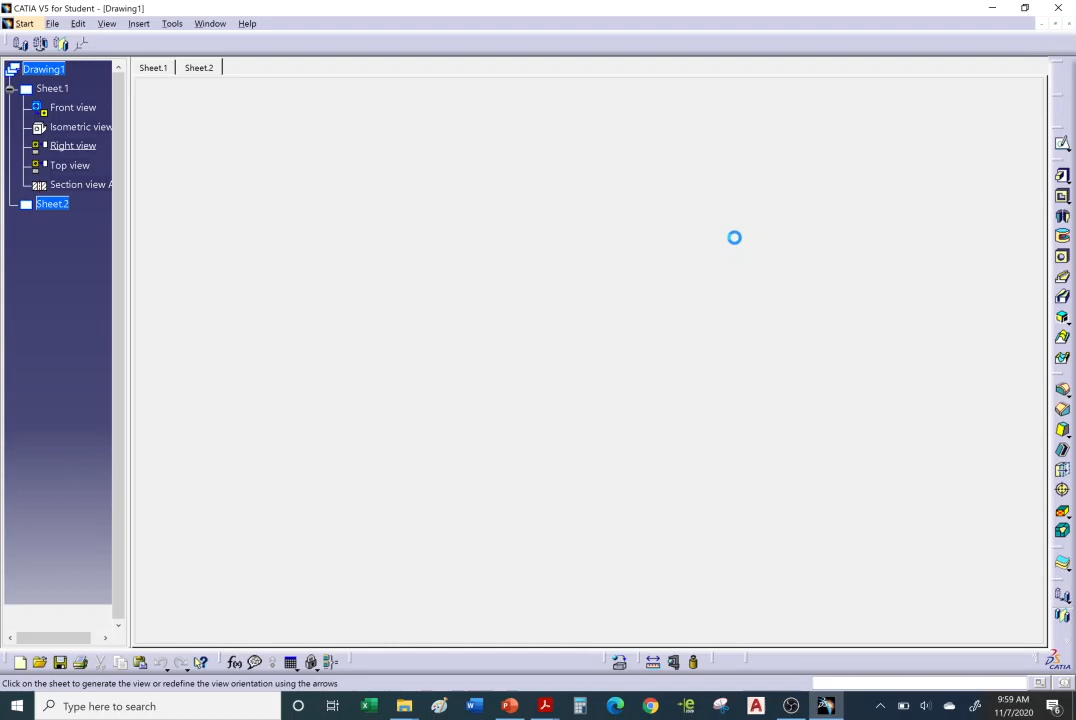 CATIA V5 for Student - [Drawing1]
Start File Edit View Insert Tools Window Help
Sheet.1 Sheet.2
Drawing1
Sheet.1
Front view
Isometric view
Right view
Top view
Section view A
Sheet.2
f(x)
CATIA
Click on the sheet to generate the view or redefine the view orientation using the arrows
Type here to search
9:59 AM
11/7/2020
6